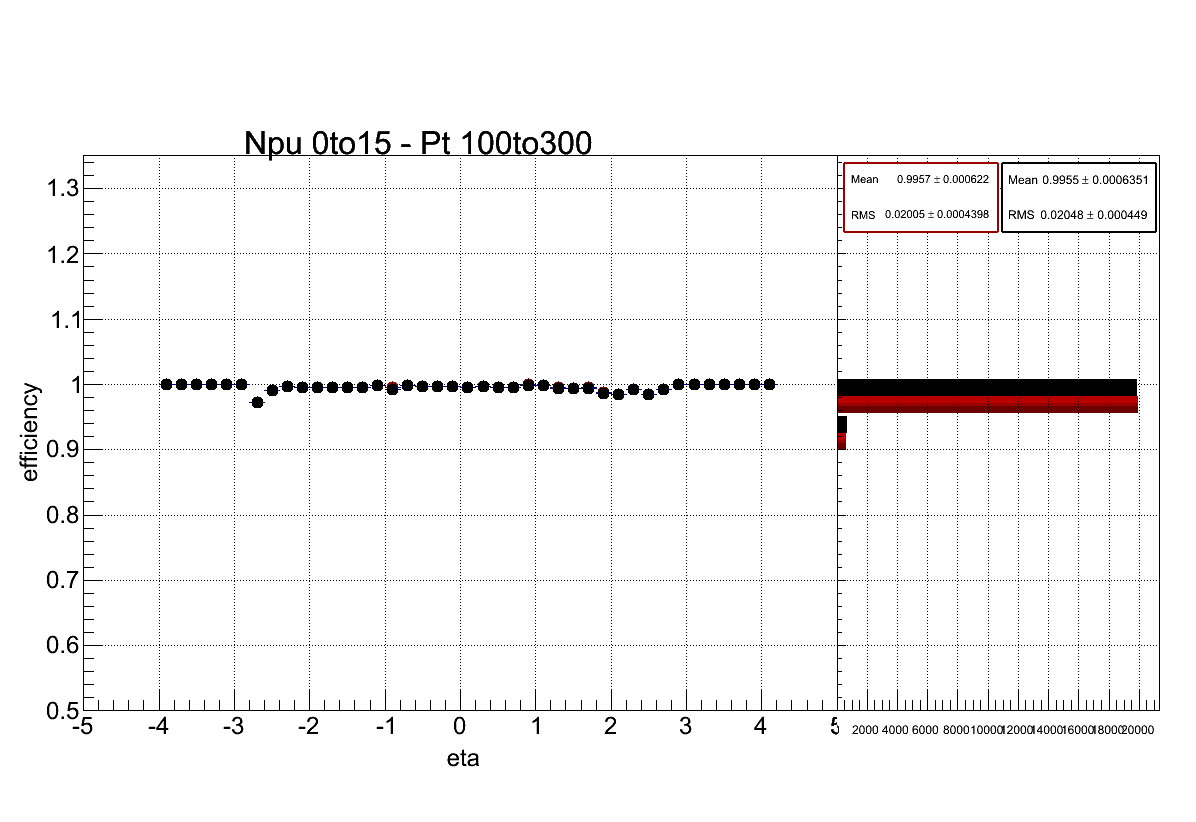 Npu 0to15 - Pt 100to300
Mean 0.9957 ± 0.000622
RMS 0.02005 ± 0.0004398
Mean 0.9955 ± 0.0006351
RMS 0.02048 ± 0.000449
1.3
1.2
1.1
1
0.9
0.8
0.7
0.6
0.5
efficiency
-5 -4 -3 -2 -1 0 1 2 3 4 5
2000 4000 6000 8000 10000 12000 14000 16000 18000 20000
eta